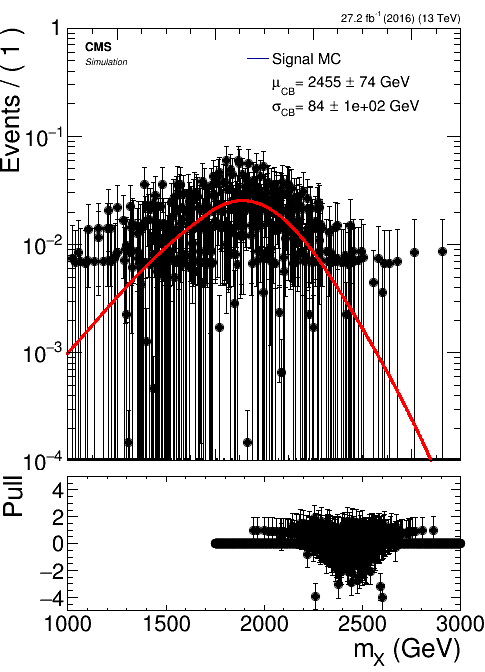 27.2 fb⁻¹ (2016) (13 TeV)
CMS
Simulation
Signal MC
μ_CB = 2455 ± 74 GeV
σ_CB = 84 ± 1e+02 GeV
Events / ( 1 )
1
10⁻¹
10⁻²
10⁻³
10⁻⁴
Pull
4
2
0
−2
−4
1000 1500 2000 2500 3000
m_X (GeV)